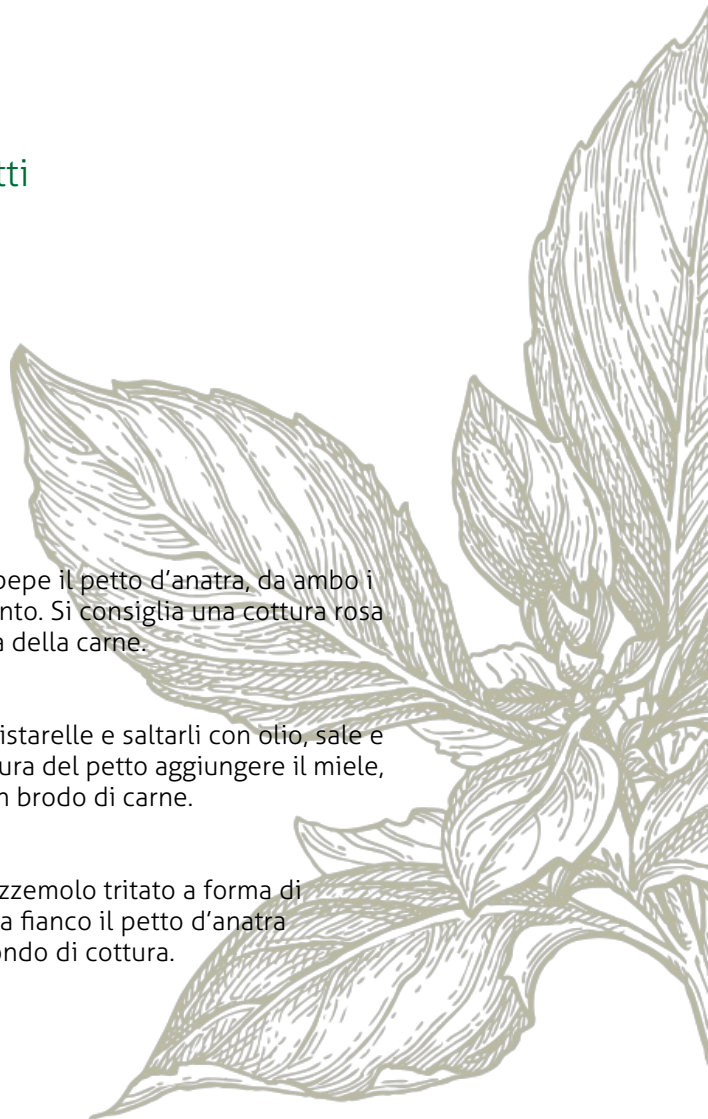 tti
pepe il petto d’anatra, da ambo i
nto. Si consiglia una cottura rosa
a della carne.
istarelle e saltarli con olio, sale e
ura del petto aggiungere il miele,
n brodo di carne.
zzemolo tritato a forma di
a fianco il petto d’anatra
ondo di cottura.